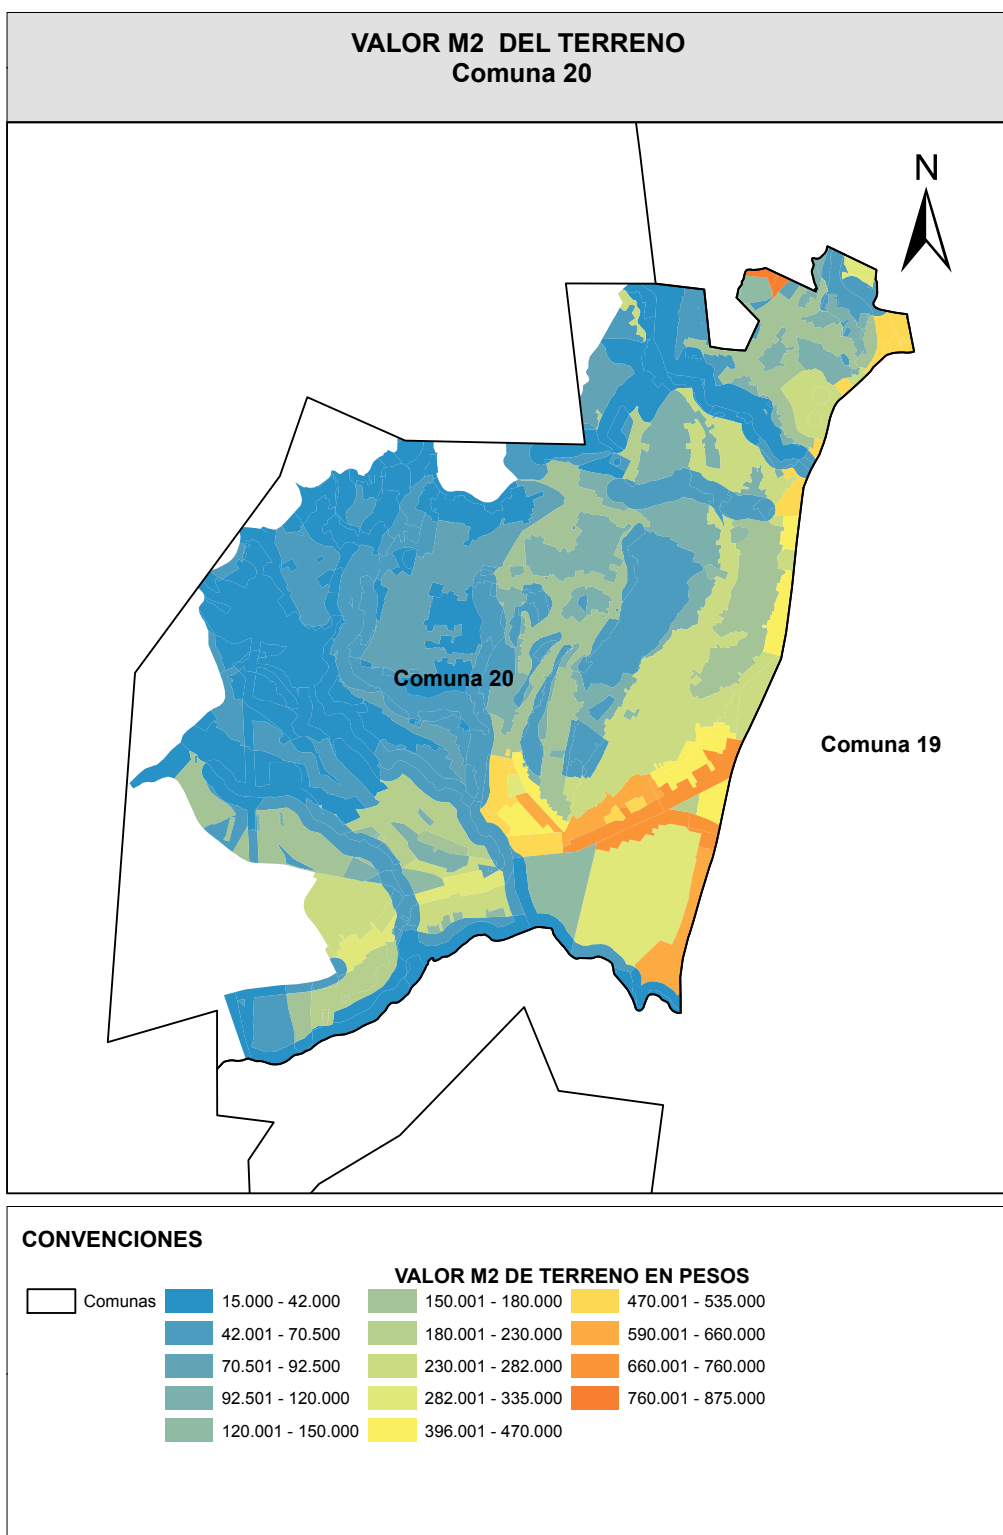 VALOR M2 DEL TERRENO
Comuna 20
N
Comuna 20
Comuna 19
CONVENCIONES
VALOR M2 DE TERRENO EN PESOS
Comunas
15.000 - 42.000
42.001 - 70.500
70.501 - 92.500
92.501 - 120.000
120.001 - 150.000
150.001 - 180.000
180.001 - 230.000
230.001 - 282.000
282.001 - 335.000
396.001 - 470.000
470.001 - 535.000
590.001 - 660.000
660.001 - 760.000
760.001 - 875.000